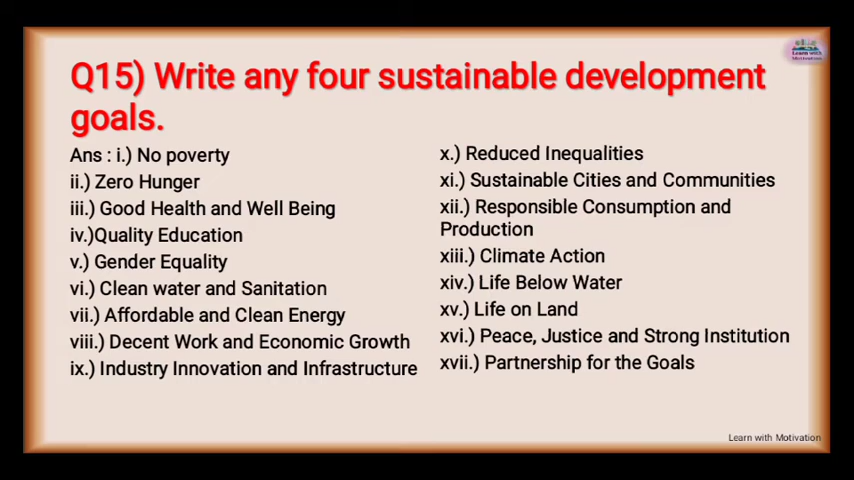 Learn with
Motivation
Q15) Write any four sustainable development
goals.
Ans : i.) No poverty
ii.) Zero Hunger
iii.) Good Health and Well Being
iv.)Quality Education
v.) Gender Equality
vi.) Clean water and Sanitation
vii.) Affordable and Clean Energy
viii.) Decent Work and Economic Growth
ix.) Industry Innovation and Infrastructure
x.) Reduced Inequalities
xi.) Sustainable Cities and Communities
xii.) Responsible Consumption and
Production
xiii.) Climate Action
xiv.) Life Below Water
xv.) Life on Land
xvi.) Peace, Justice and Strong Institution
xvii.) Partnership for the Goals
Learn with Motivation